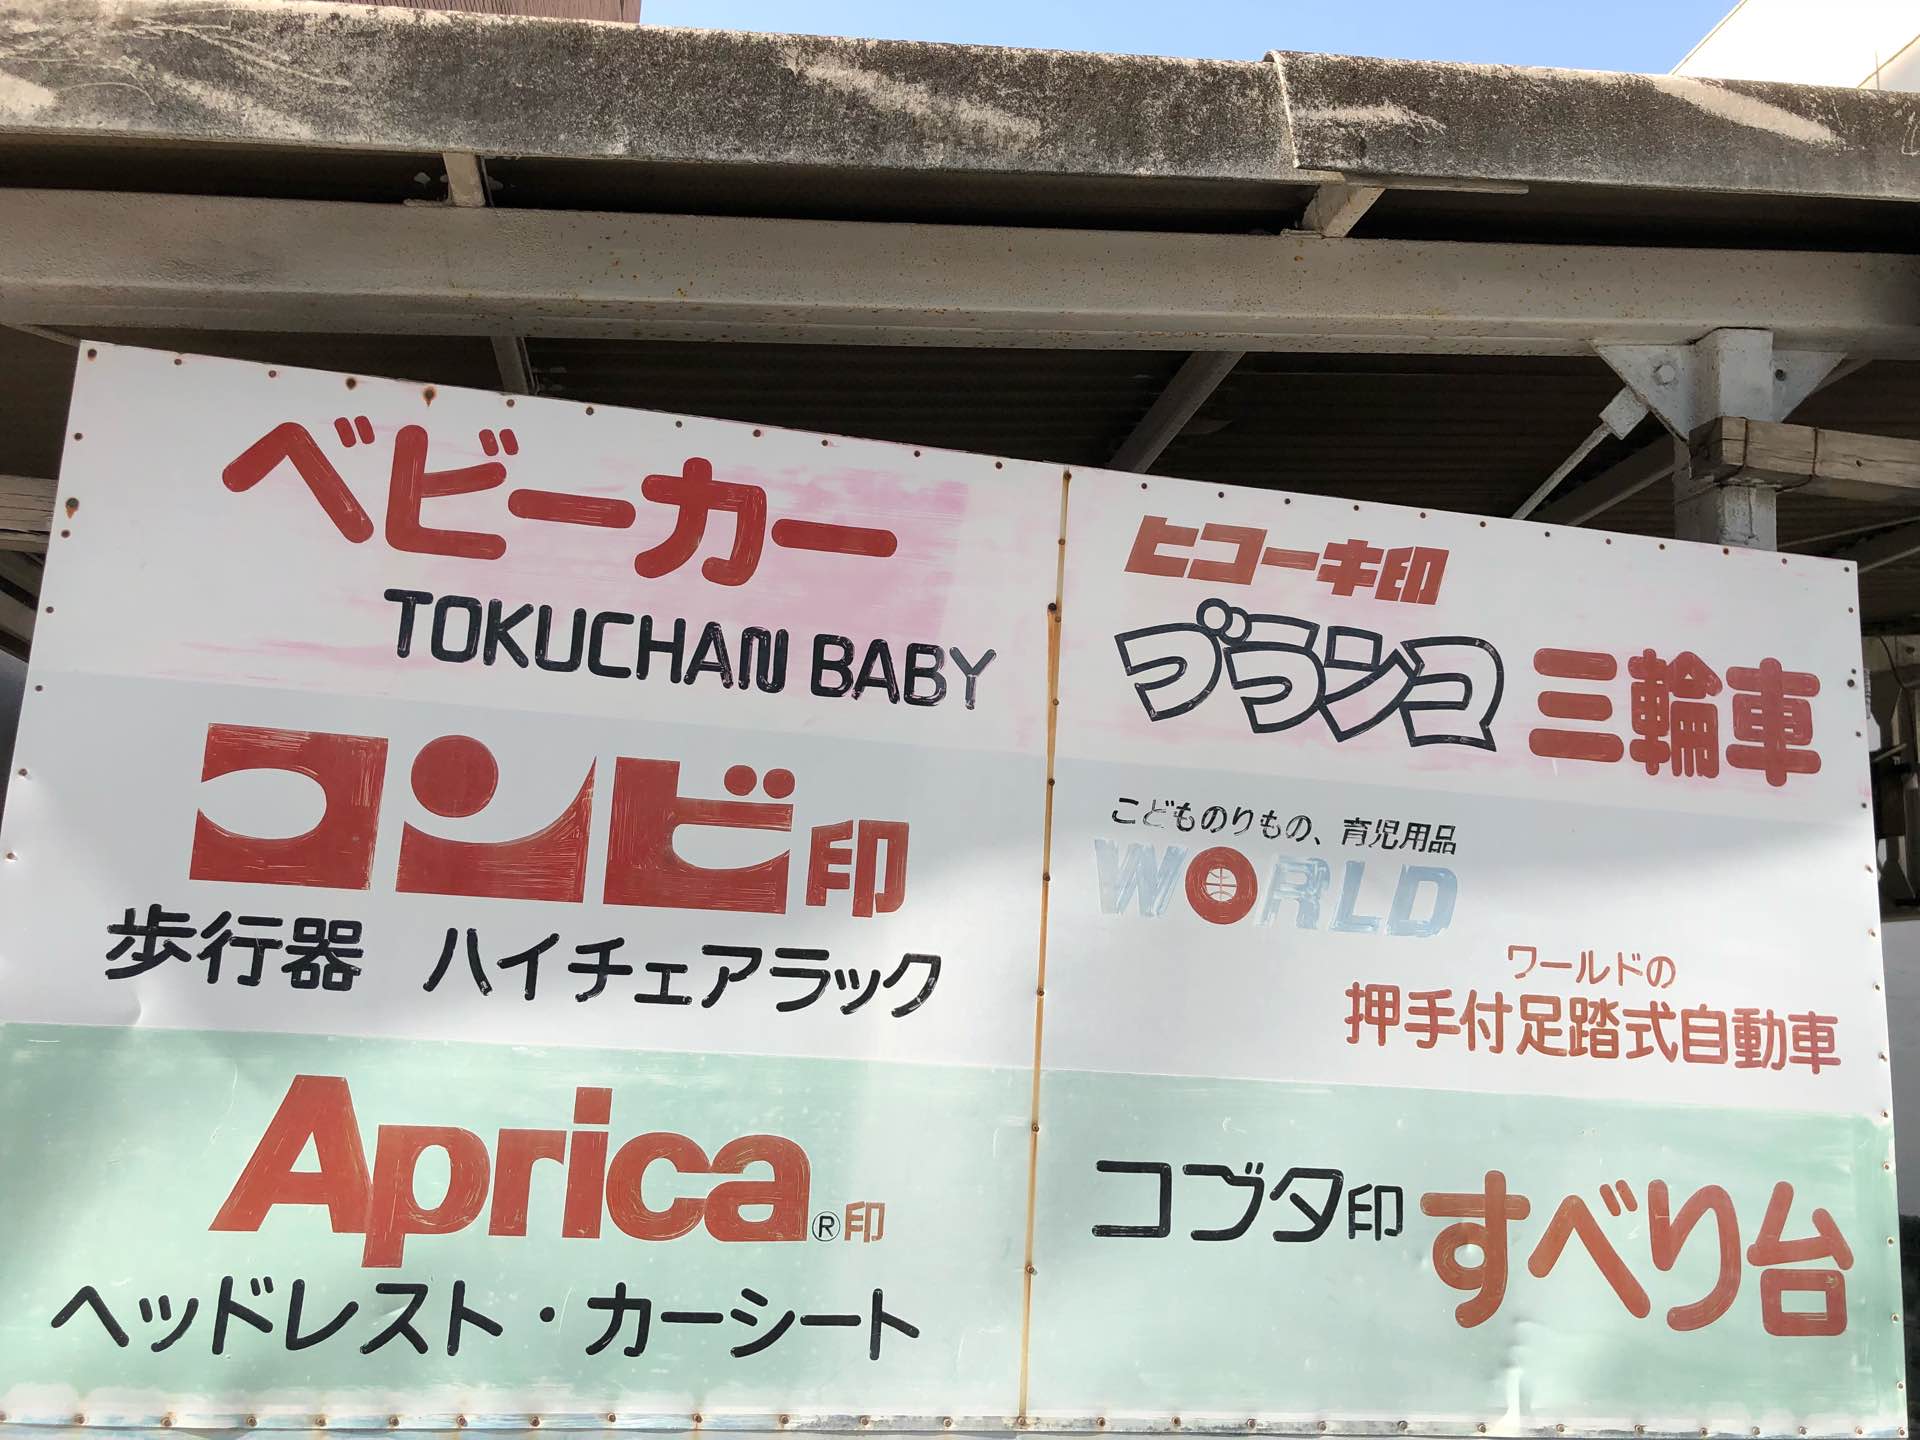 ベビーカー
TOKUCHAN BABY
コンビ印
歩行器 ハイチェアラック
Aprica®印
ヘッドレスト・カーシート
ヒコーキ印
ブランコ 三輪車
こどものりもの、育児用品
WORLD
ワールドの
押手付足踏式自動車
コブタ印 すべり台